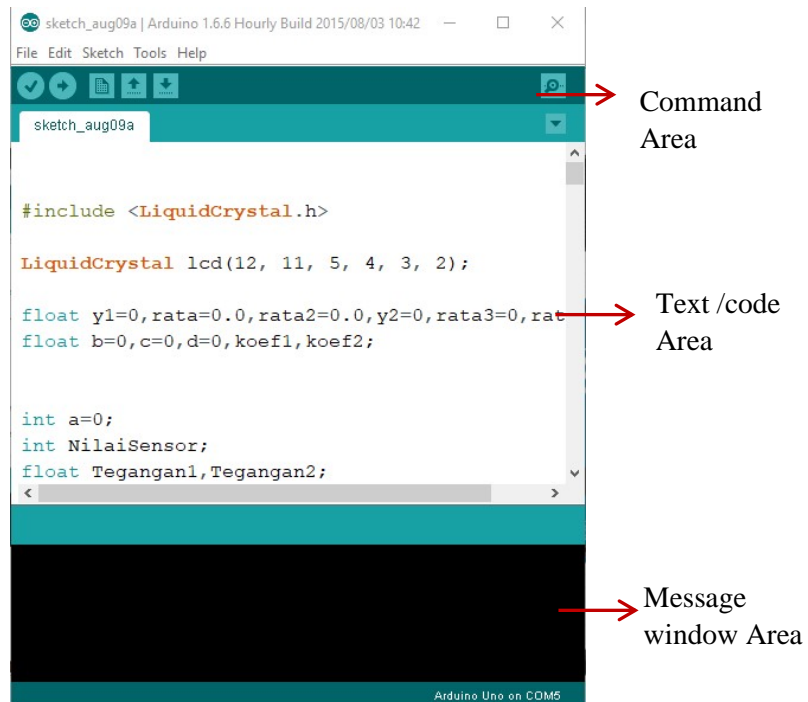 sketch_aug09a | Arduino 1.6.6 Hourly Build 2015/08/03 10:42
File Edit Sketch Tools Help
Command
Area
sketch_aug09a
#include <LiquidCrystal.h>
LiquidCrystal lcd(12, 11, 5, 4, 3, 2);
float y1=0,rata=0.0,rata2=0.0,y2=0,rata3=0,rat
float b=0,c=0,d=0,koef1,koef2;
Text /code
Area
int a=0;
int NilaiSensor;
float Tegangan1,Tegangan2;
Message
window Area
Arduino Uno on COM5